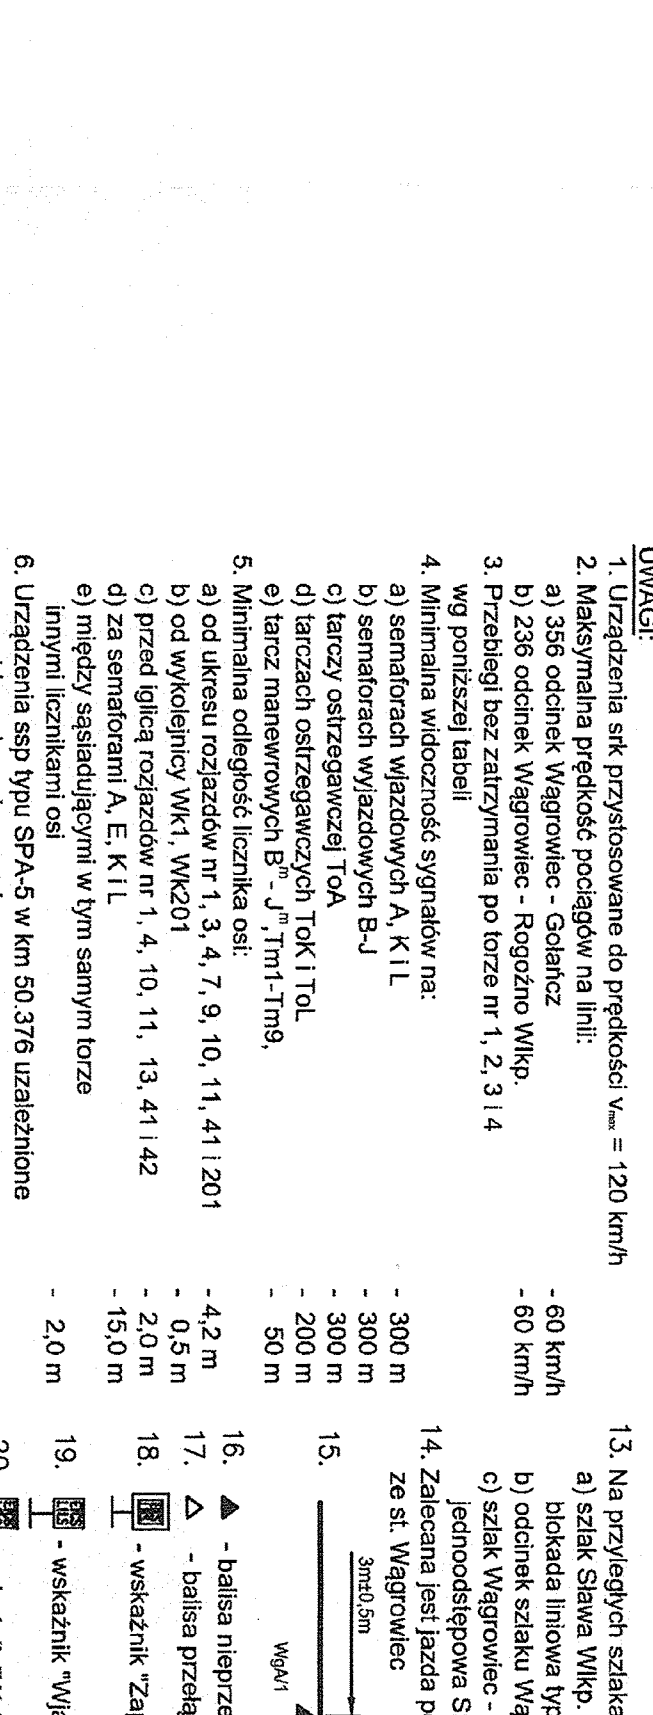 UWAGI:
1. Urządzenia srk przystosowane do prędkości vmax = 120 km/h
2. Maksymalna prędkość pociągów na linii:
a) 356 odcinek Wągrowiec - Gołańcz - 60 km/h
b) 236 odcinek Wągrowiec - Rogoźno Wlkp. - 60 km/h
3. Przebiegi bez zatrzymania po torze nr 1, 2, 3 i 4
wg poniższej tabeli
4. Minimalna widoczność sygnałów na:
a) semaforach wjazdowych A, K i L - 300 m
b) semaforach wyjazdowych B-J - 300 m
c) tarczy ostrzegawczej ToA - 300 m
d) tarczach ostrzegawczych ToK i ToL - 200 m
e) tarcz manewrowych Bᵐ - Jᵐ ,Tm1-Tm9, - 50 m
5. Minimalna odległość licznika osi:
a) od ukresu rozjazdów nr 1, 3, 4, 7, 9, 10, 11, 41 i 201 - 4,2 m
b) od wykolejnicy Wk1, Wk201 - 0,5 m
c) przed iglicą rozjazdów nr 1, 4, 10, 11, 13, 41 i 42 - 2,0 m
d) za semaforami A, E, K i L - 15,0 m
e) między sąsiadującymi w tym samym torze
innymi licznikami osi - 2,0 m
6. Urządzenia ssp typu SPA-5 w km 50.376 uzależnione
13. Na przyległych szlaka
a) szlak Sława Wlkp.
blokada liniowa typ
b) odcinek szlaku Wą
c) szlak Wągrowiec -
jednoodstępowa S
14. Zalecana jest jazda p
ze st. Wągrowiec
15.
3m±0,5m
WgA/1
16. - balisa nieprze
17. - balisa przełą
18. - wskaźnik "Zap
19. - wskaźnik "Wja
20.